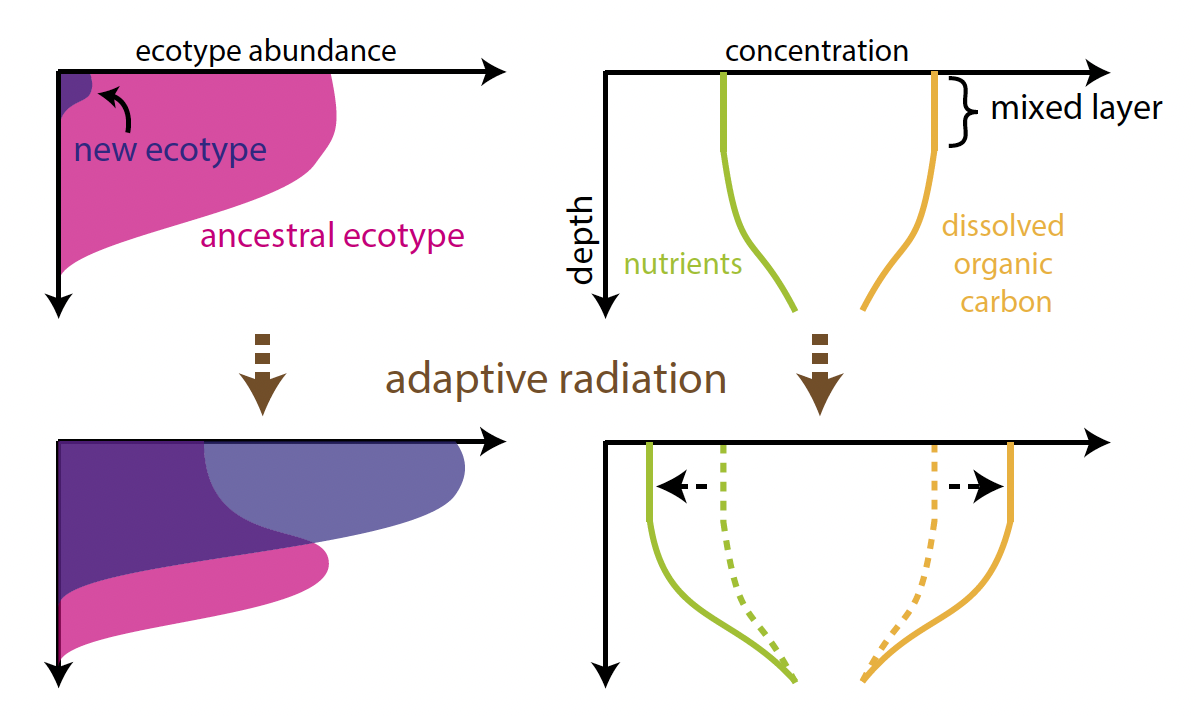 ecotype abundance
new ecotype
ancestral ecotype
concentration
mixed layer
depth
nutrients
dissolved
organic
carbon
adaptive radiation